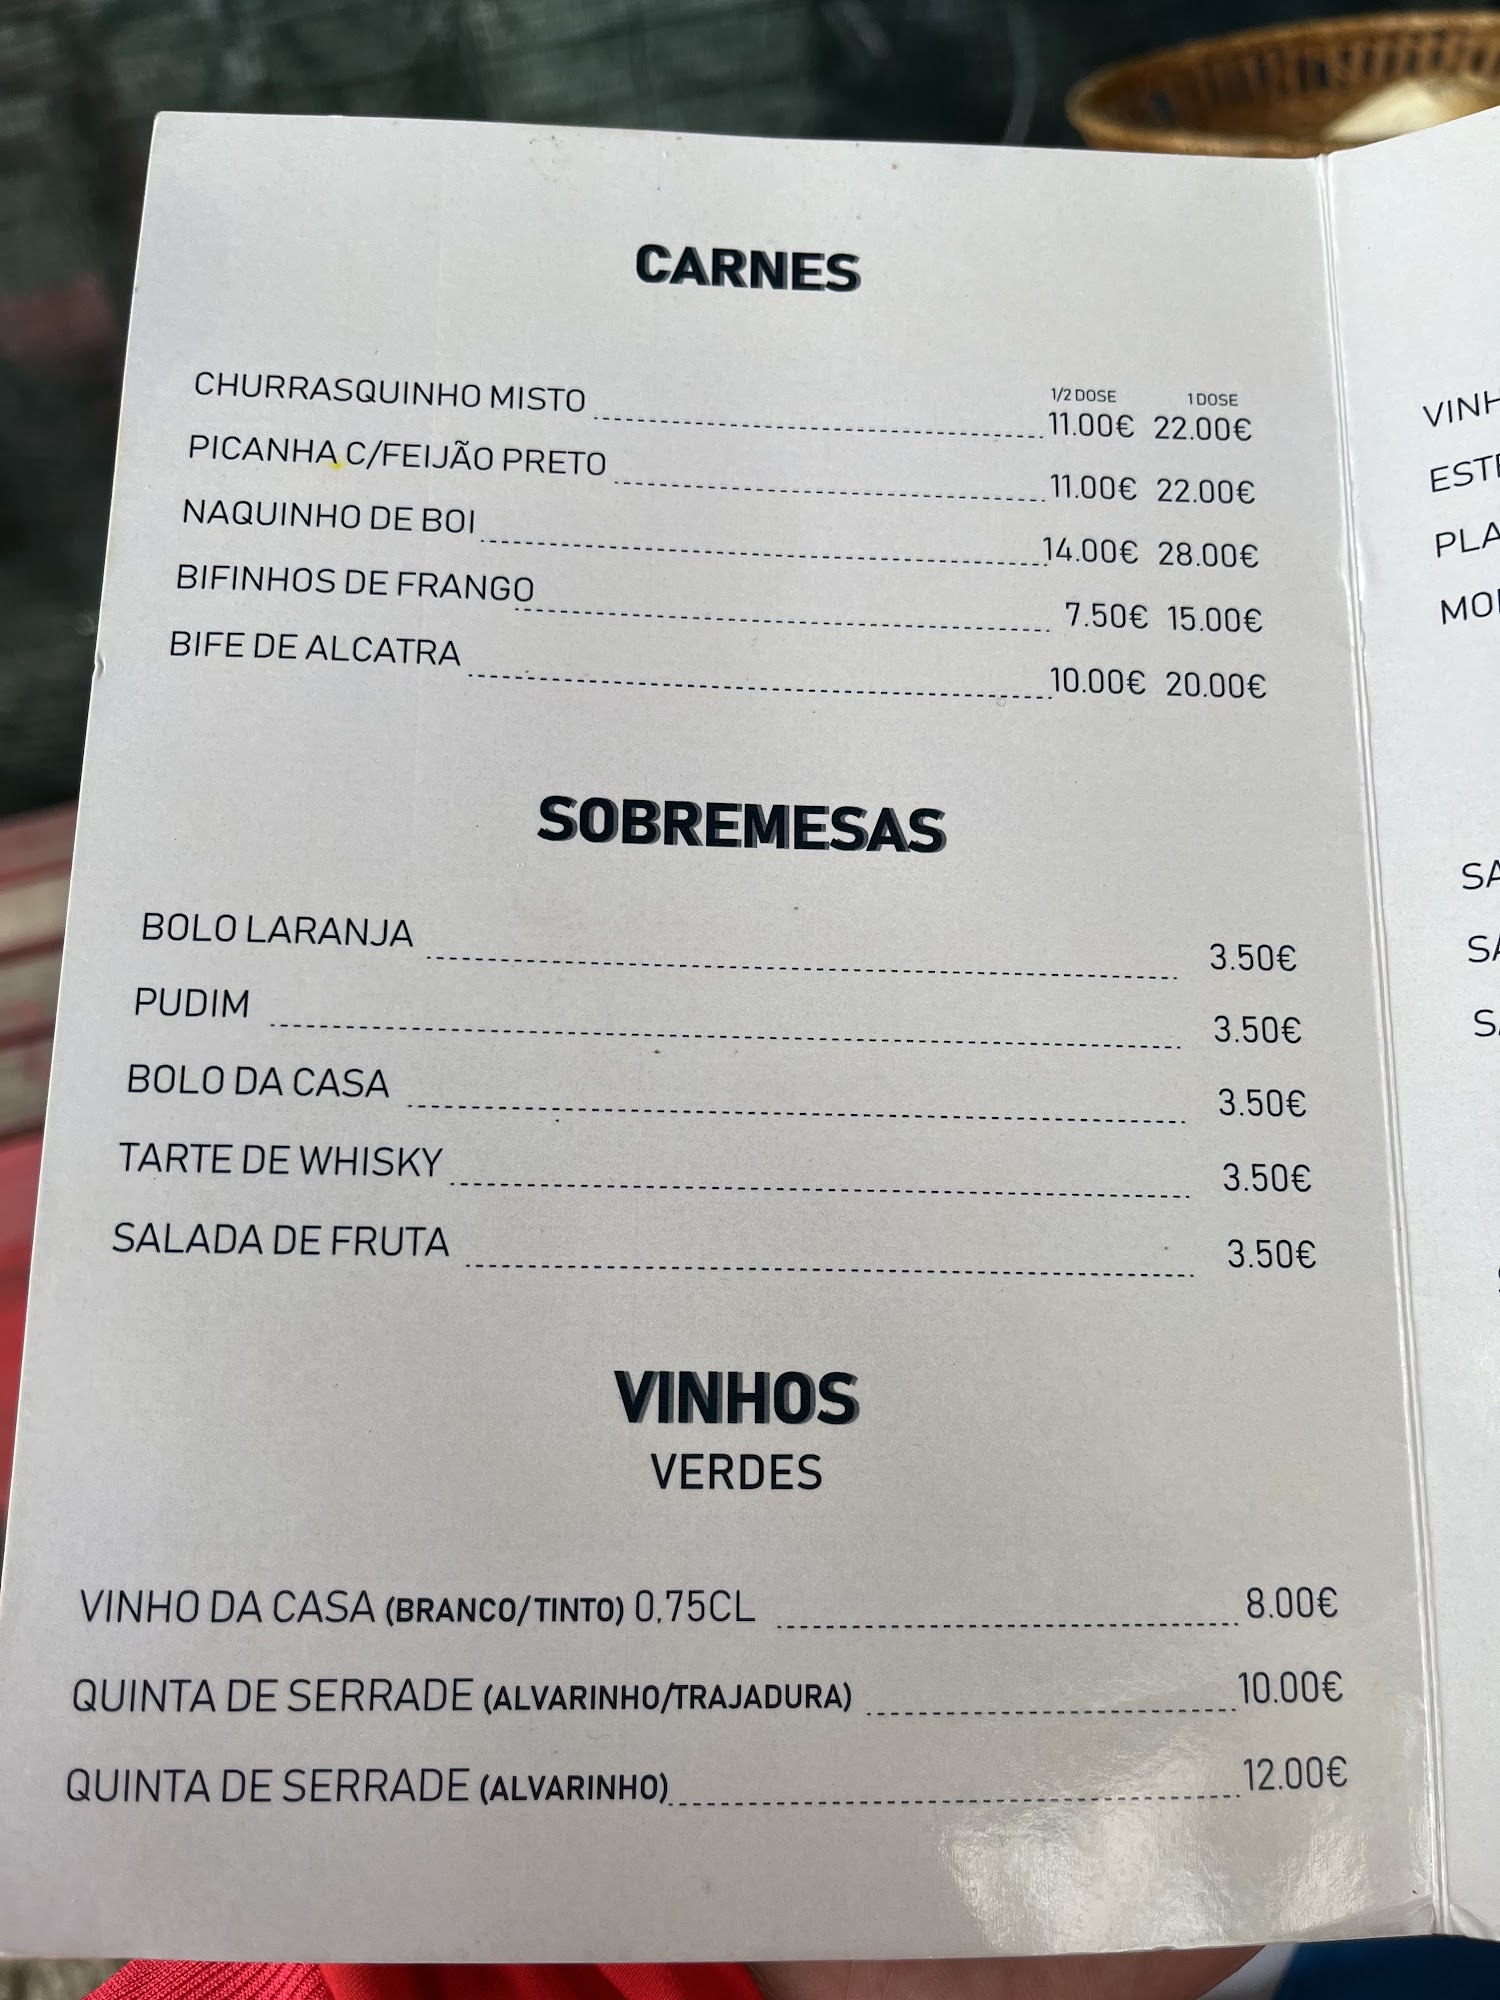 CARNES
1/2 DOSE 1 DOSE
CHURRASQUINHO MISTO 11.00€ 22.00€
PICANHA C/FEIJÃO PRETO 11.00€ 22.00€
NAQUINHO DE BOI 14.00€ 28.00€
BIFINHOS DE FRANGO 7.50€ 15.00€
BIFE DE ALCATRA 10.00€ 20.00€
SOBREMESAS
BOLO LARANJA 3.50€
PUDIM 3.50€
BOLO DA CASA 3.50€
TARTE DE WHISKY 3.50€
SALADA DE FRUTA 3.50€
VINHOS
VERDES
VINHO DA CASA (BRANCO/TINTO) 0,75CL 8.00€
QUINTA DE SERRADE (ALVARINHO/TRAJADURA) 10.00€
QUINTA DE SERRADE (ALVARINHO) 12.00€